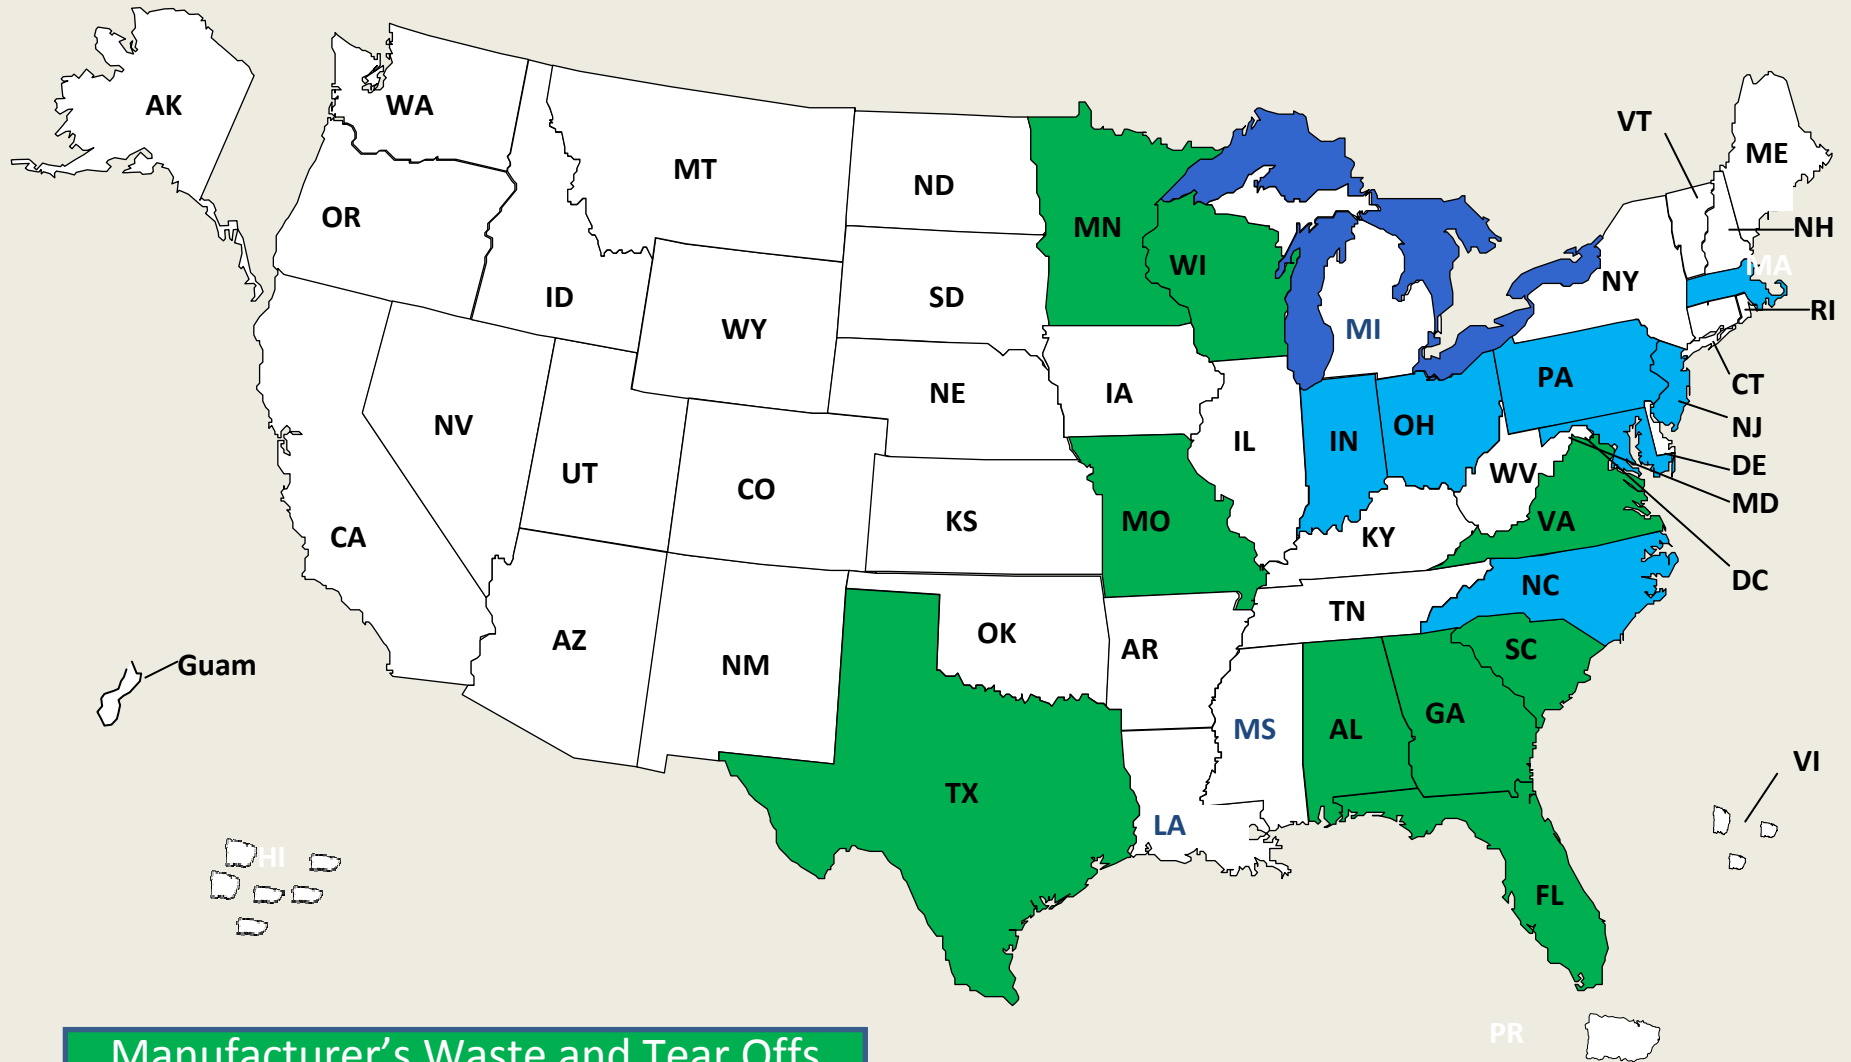 AK
WA
VT
ME
MT
ND
OR
MN
NH
WI
MA
NY
ID
SD
RI
WY
MI
PA
CT
NE
IA
NV
OH
NJ
IL
IN
DE
UT
WV
CO
MD
KS
MO
VA
CA
KY
DC
NC
TN
OK
AZ
AR
SC
Guam
NM
GA
MS
AL
VI
TX
LA
HI
FL
PR
Manufacturer's Waste and Tear Offs